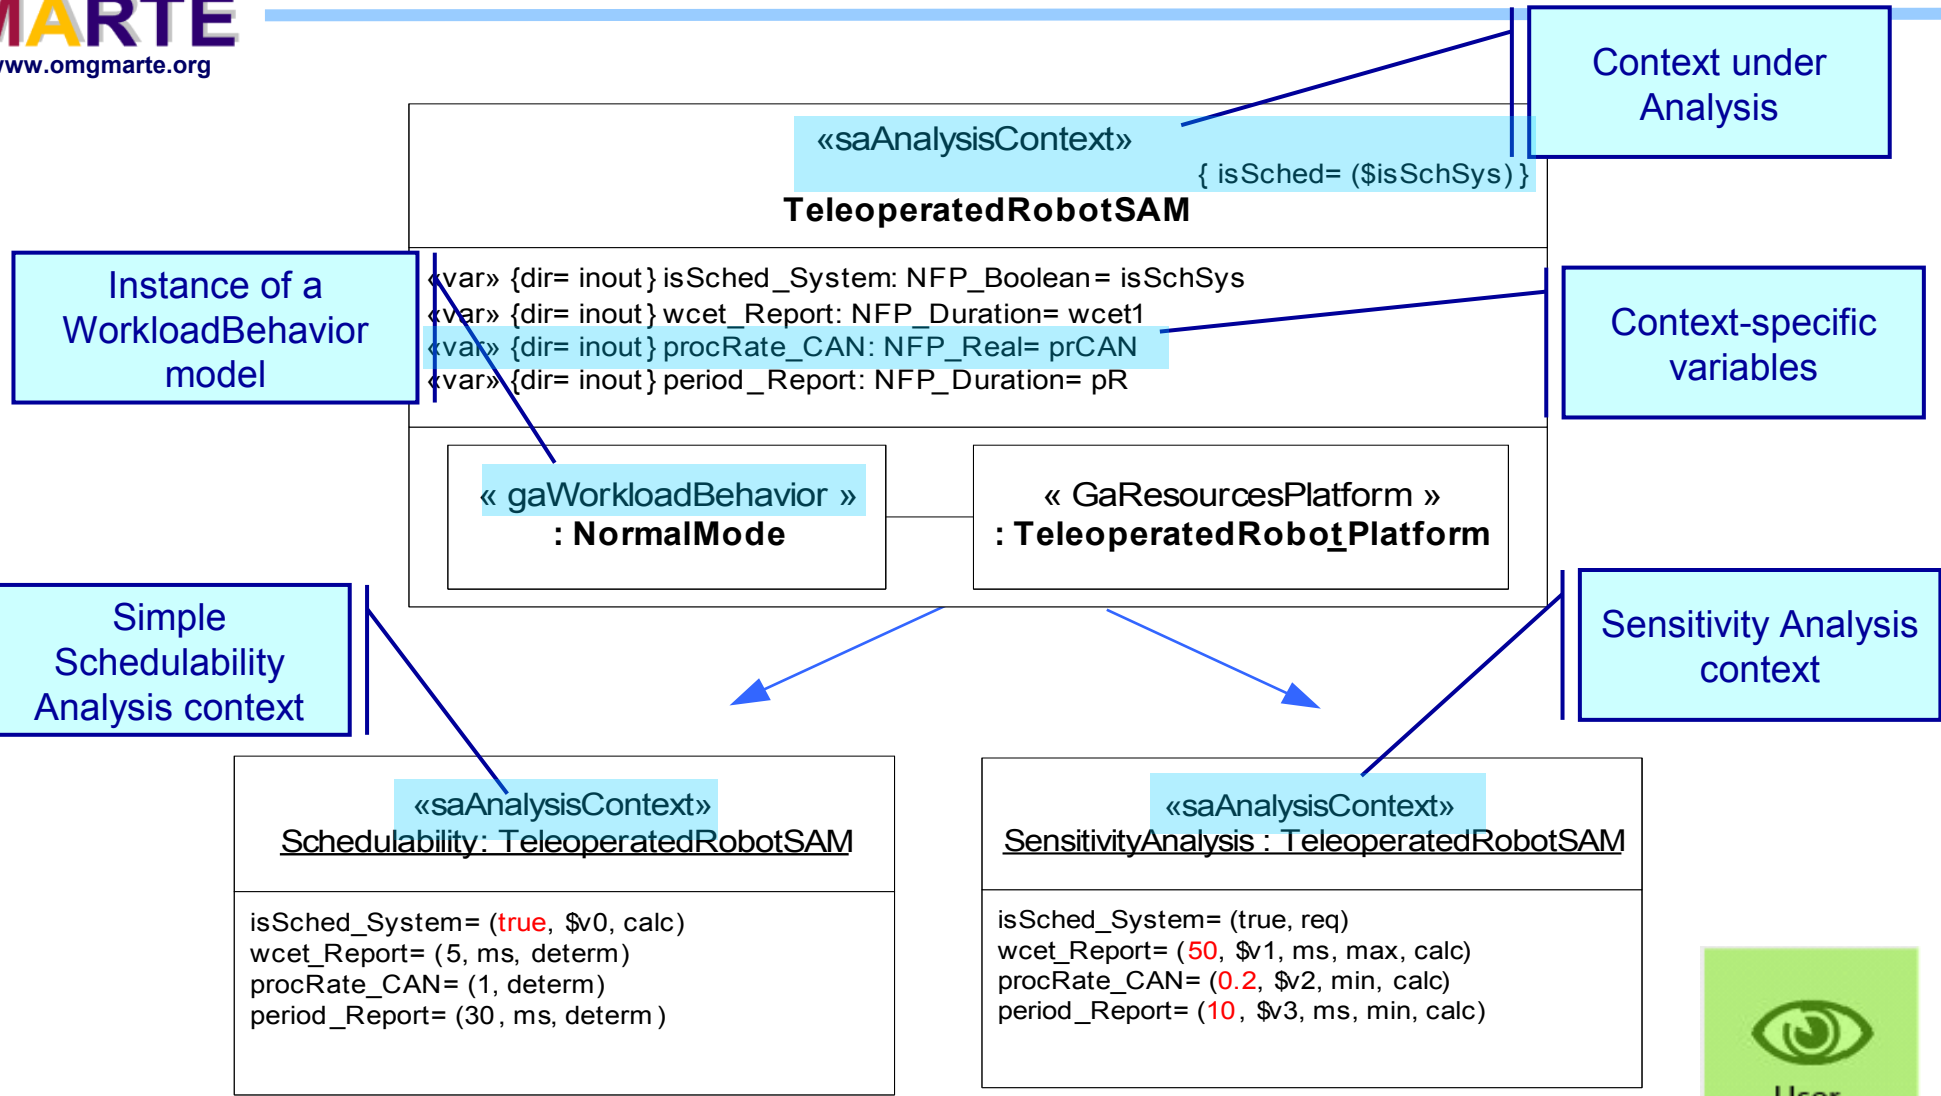 MARTE
www.omgmarte.org
Context under
Analysis
«saAnalysisContext»
{ isSched= ($isSchSys) }
TeleoperatedRobotSAM
Instance of a
WorkloadBehavior
model
«var» {dir= inout} isSched_System: NFP_Boolean= isSchSys
«var» {dir= inout} wcet_Report: NFP_Duration= wcet1
«var» {dir= inout} procRate_CAN: NFP_Real= prCAN
«var» {dir= inout} period_Report: NFP_Duration= pR
Context-specific
variables
« gaWorkloadBehavior »
: NormalMode
« GaResourcesPlatform »
: TeleoperatedRobotPlatform
Simple
Schedulability
Analysis context
Sensitivity Analysis
context
«saAnalysisContext»
Schedulability: TeleoperatedRobotSAM
isSched_System= (true, $v0, calc)
wcet_Report= (5, ms, determ)
procRate_CAN= (1, determ)
period_Report= (30, ms, determ)
«saAnalysisContext»
SensitivityAnalysis : TeleoperatedRobotSAM
isSched_System= (true, req)
wcet_Report= (50, $v1, ms, max, calc)
procRate_CAN= (0.2, $v2, min, calc)
period_Report= (10, $v3, ms, min, calc)
User